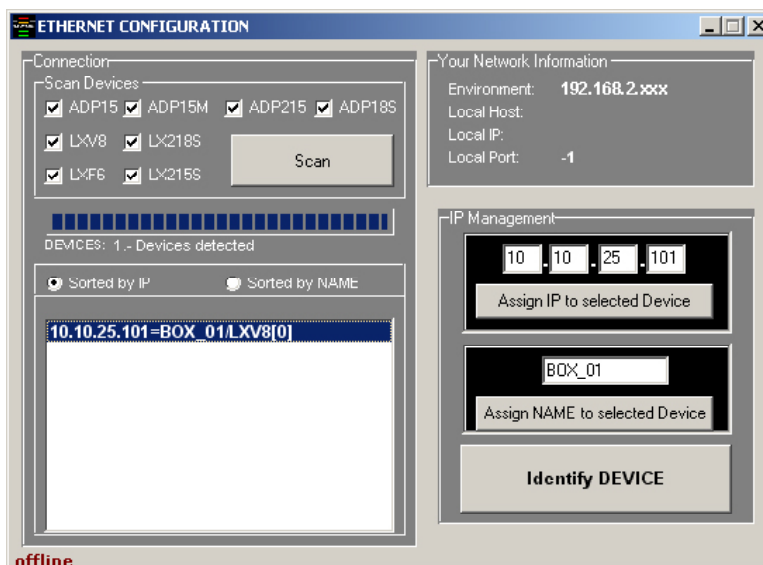 ETHERNET CONFIGURATION
Connection
Scan Devices
ADP15 ADP15M ADP215 ADP18S
LXV8 LX218S
LXF6 LX215S
Scan
DEVICES: 1.- Devices detected
Sorted by IP Sorted by NAME
10.10.25.101=BOX_01/LXV8[0]
offline
Your Network Information
Environment: 192.168.2.xxx
Local Host:
Local IP:
Local Port: -1
IP Management
10 . 10 . 25 . 101
Assign IP to selected Device
BOX_01
Assign NAME to selected Device
Identify DEVICE